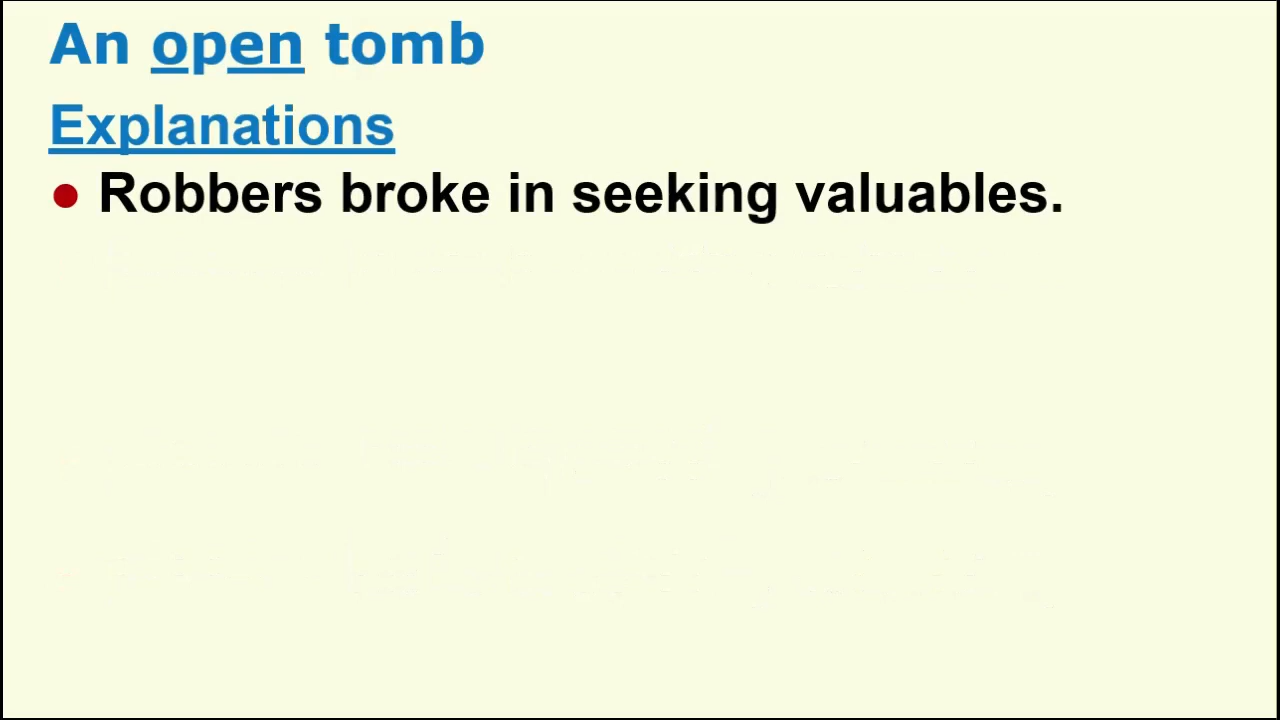 An open tomb
Explanations
● Robbers broke in seeking valuables.